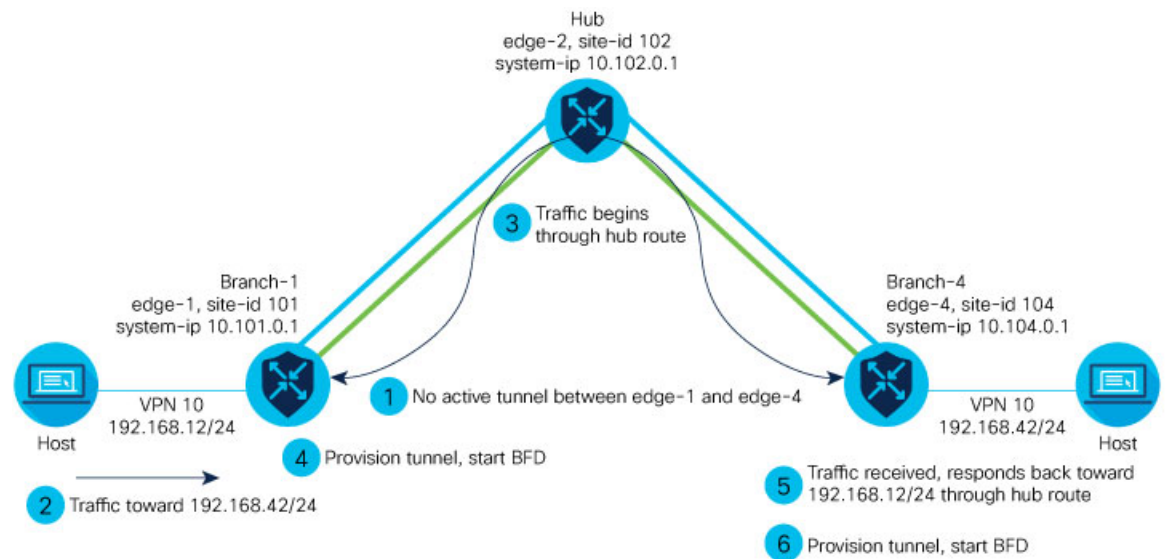 Hub
edge-2, site-id 102
system-ip 10.102.0.1
3
Traffic begins
through hub route
Branch-1
edge-1, site-id 101
system-ip 10.101.0.1
Branch-4
edge-4, site-id 104
system-ip 10.104.0.1
1
No active tunnel between edge-1 and edge-4
VPN 10
192.168.12/24
Host
VPN 10
192.168.42/24
Host
4
Provision tunnel, start BFD
2
Traffic toward 192.168.42/24
5
Traffic received, responds back toward
192.168.12/24 through hub route
6
Provision tunnel, start BFD